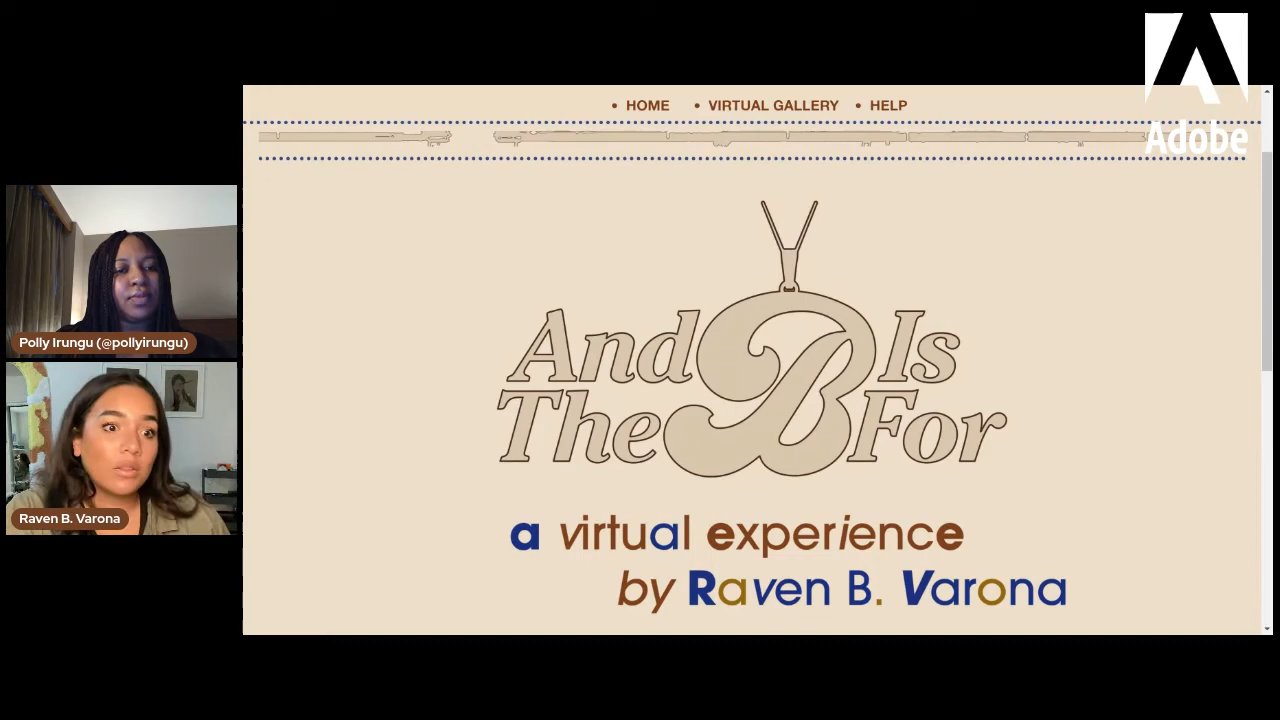 • HOME • VIRTUAL GALLERY • HELP
Adobe
And B Is
The For
a virtual experience
by Raven B. Varona
Polly Irungu (@pollyirungu)
Raven B. Varona